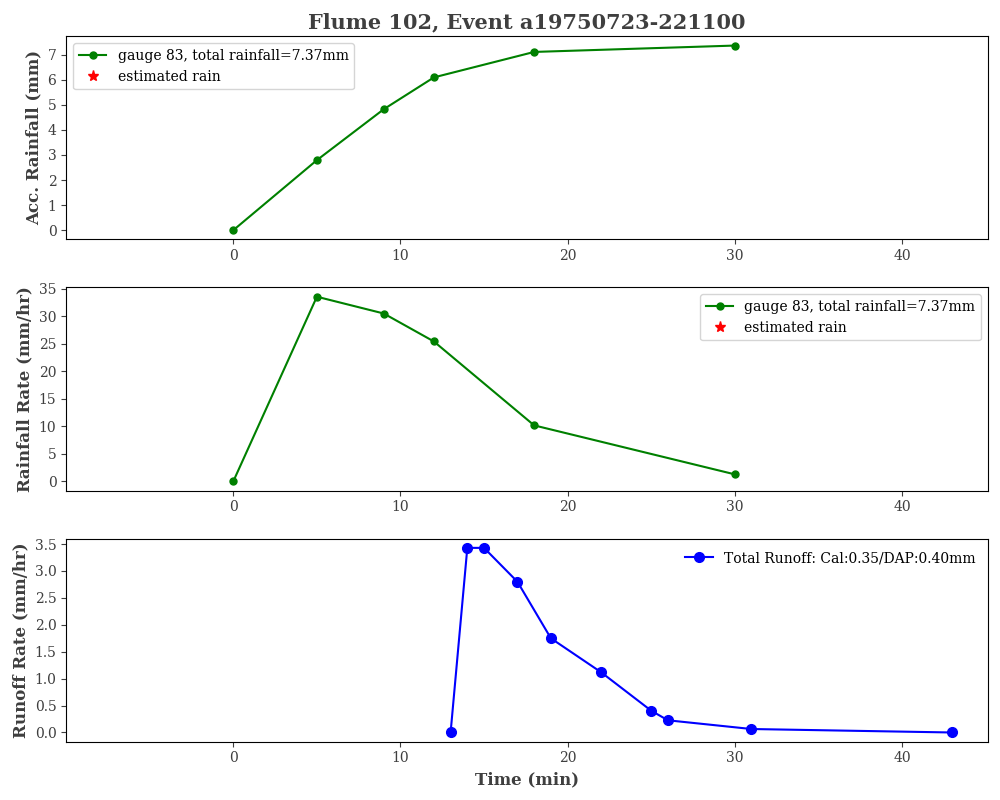 Flume 102, Event a19750723-221100
Acc. Rainfall (mm)
7
6
5
4
3
2
1
0
gauge 83, total rainfall=7.37mm
estimated rain
0 10 20 30 40
Rainfall Rate (mm/hr)
35
30
25
20
15
10
5
0
gauge 83, total rainfall=7.37mm
estimated rain
0 10 20 30 40
Runoff Rate (mm/hr)
3.5
3.0
2.5
2.0
1.5
1.0
0.5
0.0
Total Runoff: Cal:0.35/DAP:0.40mm
0 10 20 30 40
Time (min)